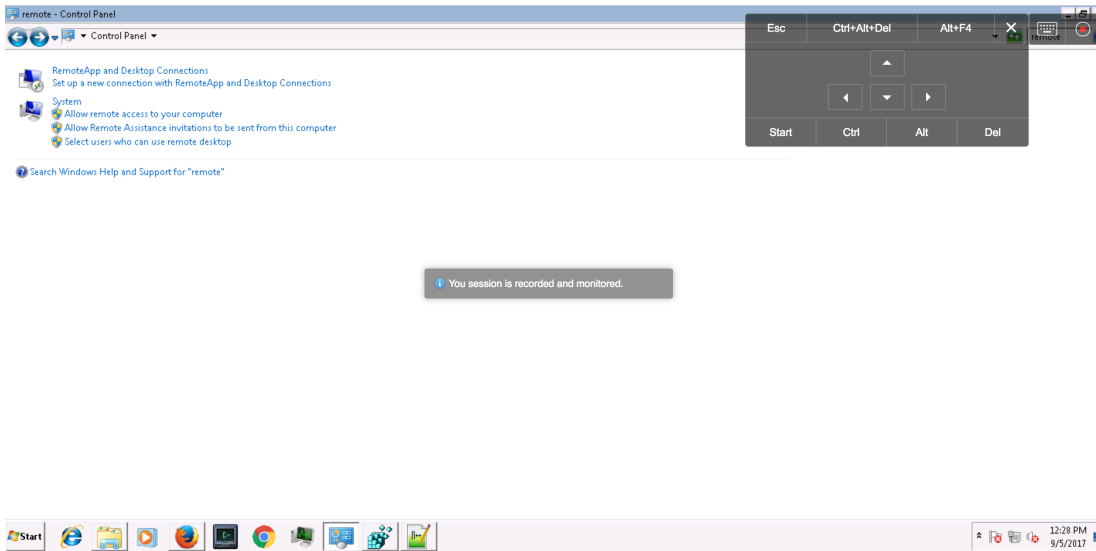 remote - Control Panel
Control Panel
remote
Esc
Ctrl+Alt+Del
Alt+F4
Start
Ctrl
Alt
Del
RemoteApp and Desktop Connections
Set up a new connection with RemoteApp and Desktop Connections
System
Allow remote access to your computer
Allow Remote Assistance invitations to be sent from this computer
Select users who can use remote desktop
Search Windows Help and Support for "remote"
You session is recorded and monitored.
Start
12:28 PM
9/5/2017